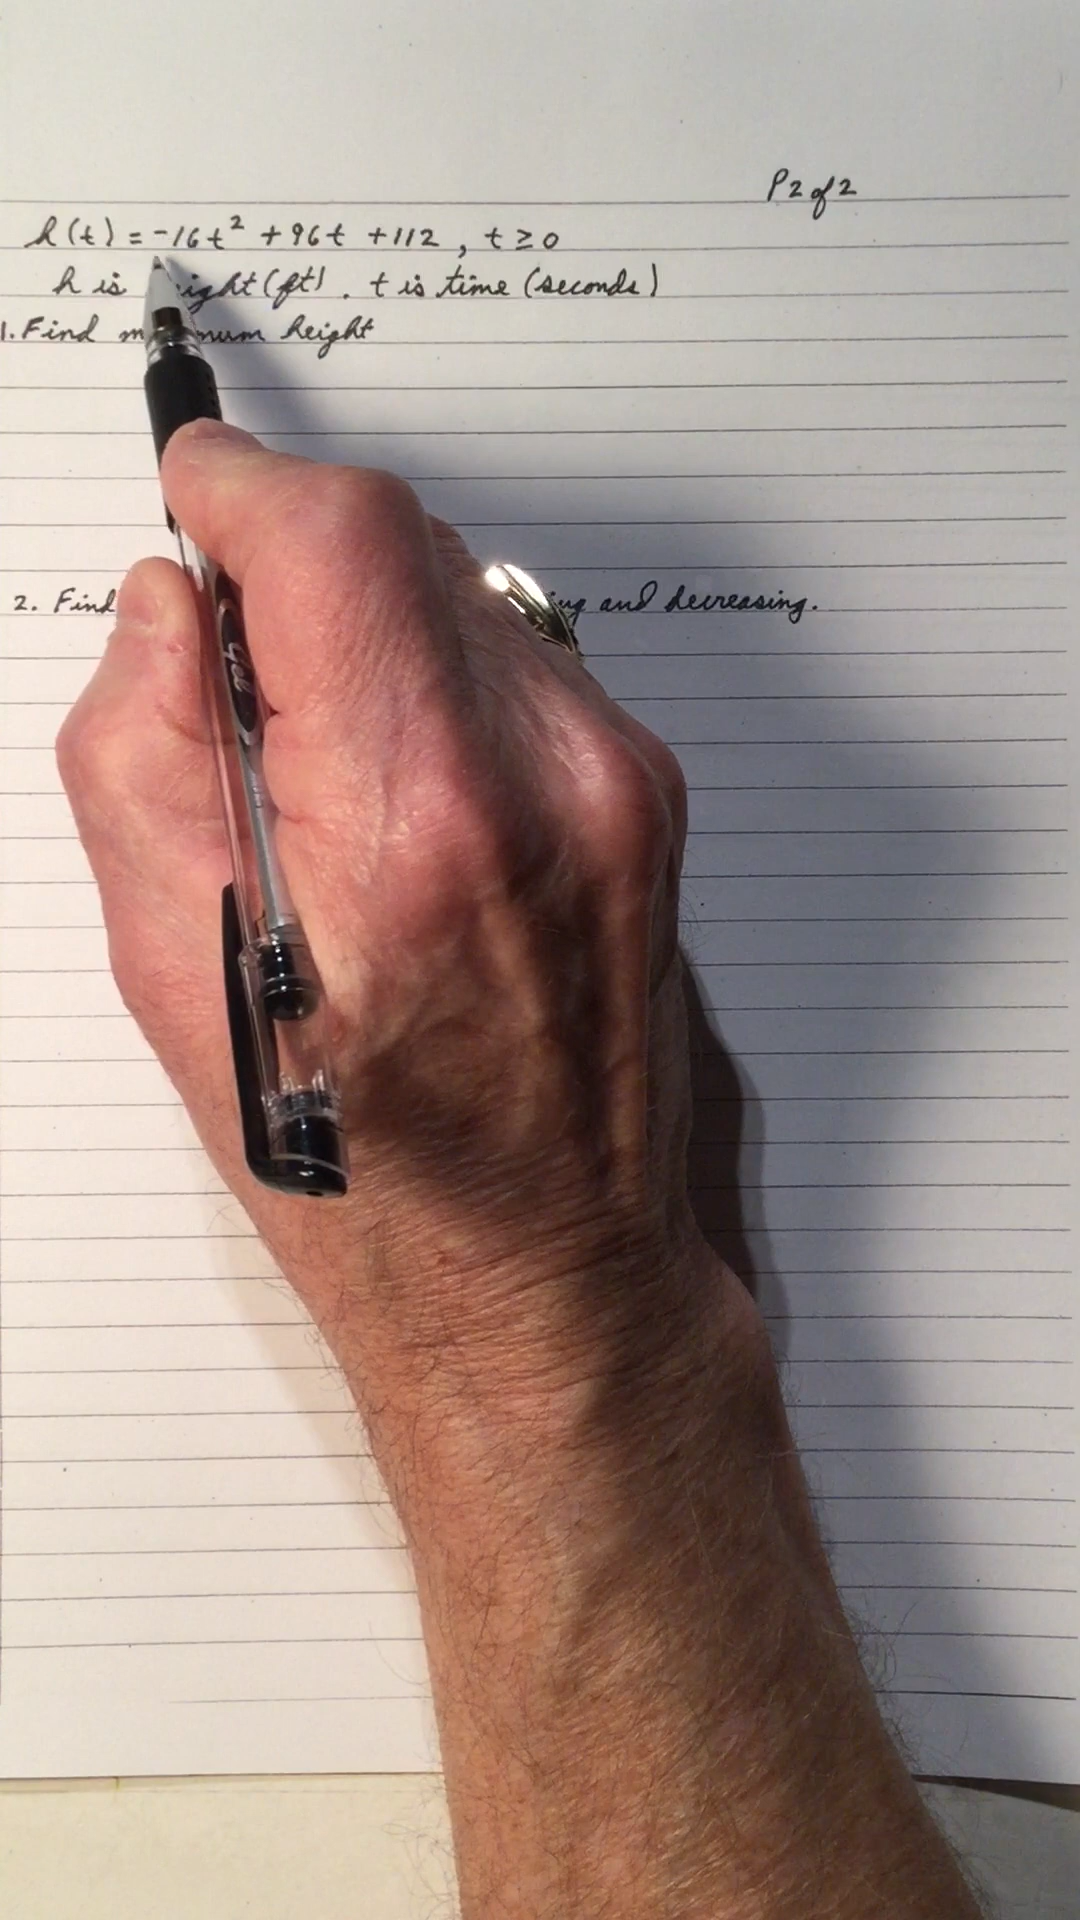 P2 of 2
h(t) = -16t² + 96t + 112 , t ≥ 0
h is (ft). t is time (seconds)
1. Find height
2. Find and decreasing.
Gel